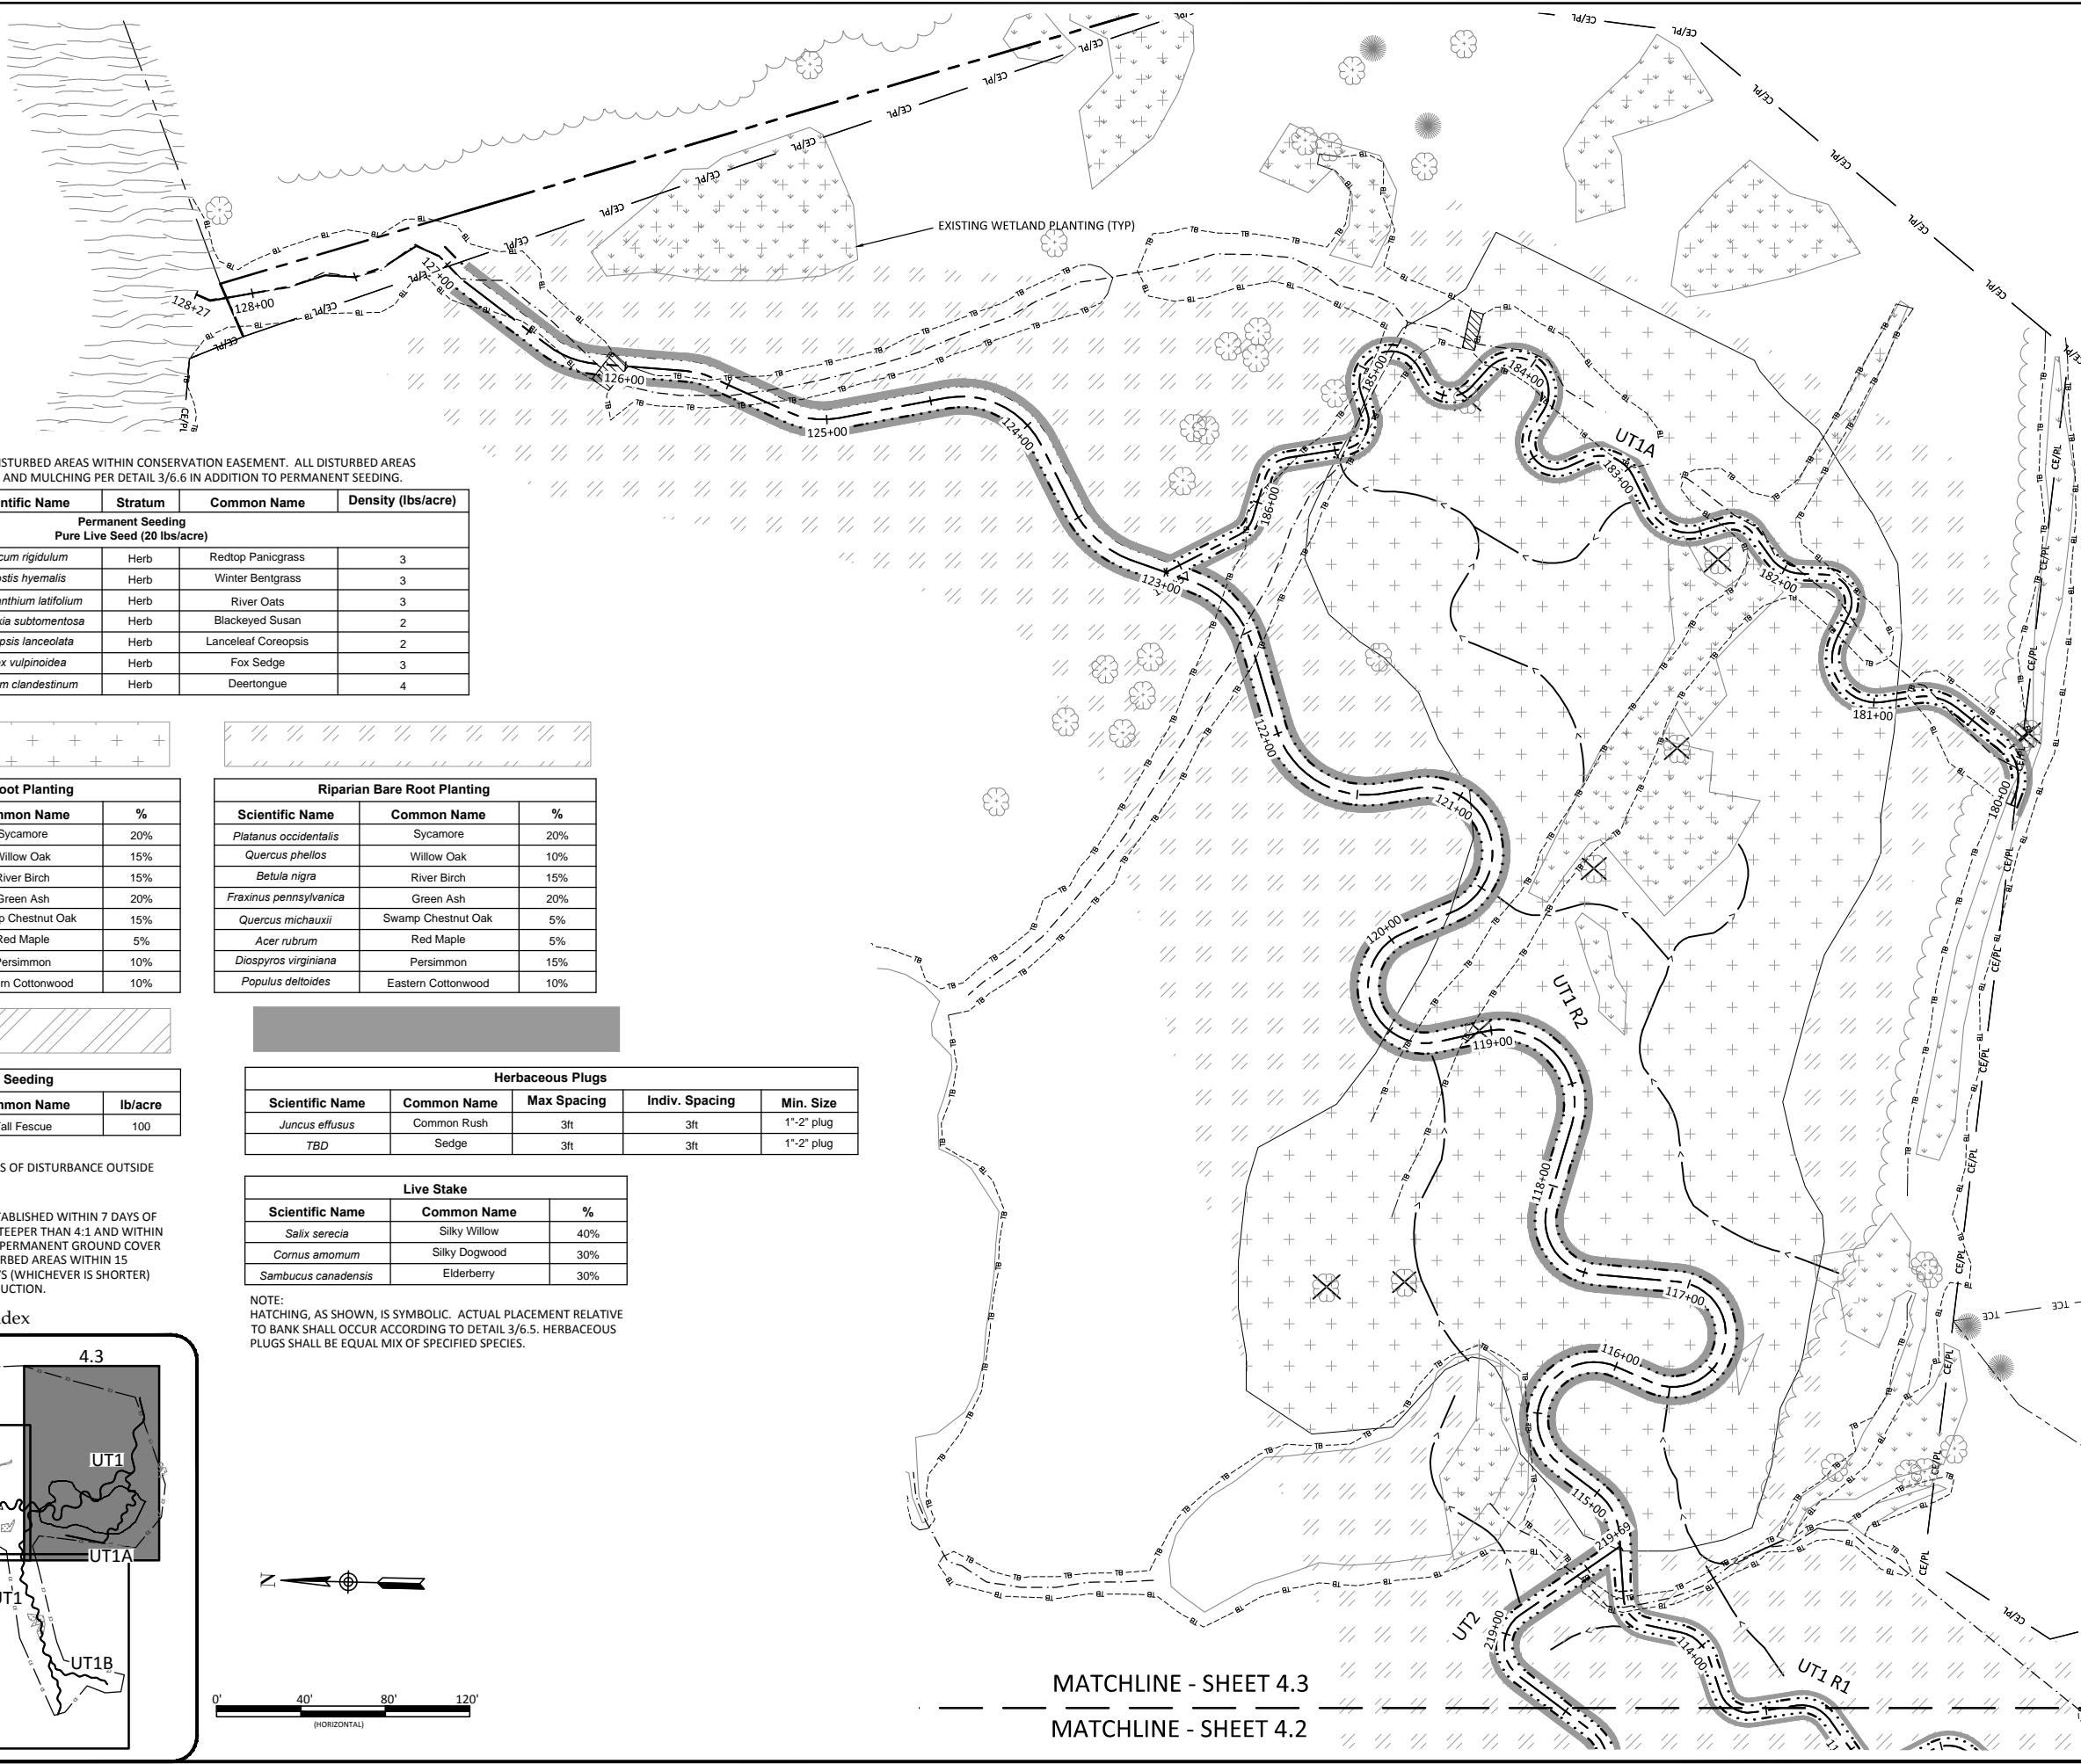 EXISTING WETLAND PLANTING (TYP)
127+00
128+27
128+00
126+00
125+00
124+00
123+00
122+00
121+00
120+00
119+00
118+00
117+00
116+00
115+00
114+00
219+69
219+00
186+00
185+00
184+00
183+00
182+00
181+00
180+00
UT1A
UT1 R2
UT2
UT1 R1
CE/PL
TB
TCE
ISTURBED AREAS WITHIN CONSERVATION EASEMENT. ALL DISTURBED AREAS
AND MULCHING PER DETAIL 3/6.6 IN ADDITION TO PERMANENT SEEDING.
ntific Name Stratum Common Name Density (lbs/acre)
Permanent Seeding
Pure Live Seed (20 lbs/acre)
cum rigidulum Herb Redtop Panicgrass 3
stis hyemalis Herb Winter Bentgrass 3
nthium latifolium Herb River Oats 3
kia subtomentosa Herb Blackeyed Susan 2
psis lanceolata Herb Lanceleaf Coreopsis 2
x vulpinoidea Herb Fox Sedge 3
m clandestinum Herb Deertongue 4
oot Planting
mmon Name %
Sycamore 20%
Willow Oak 15%
River Birch 15%
Green Ash 20%
p Chestnut Oak 15%
Red Maple 5%
Persimmon 10%
rn Cottonwood 10%
Riparian Bare Root Planting
Scientific Name Common Name %
Platanus occidentalis Sycamore 20%
Quercus phellos Willow Oak 10%
Betula nigra River Birch 15%
Fraxinus pennsylvanica Green Ash 20%
Quercus michauxii Swamp Chestnut Oak 5%
Acer rubrum Red Maple 5%
Diospyros virginiana Persimmon 15%
Populus deltoides Eastern Cottonwood 10%
Seeding
mmon Name lb/acre
Tall Fescue 100
Herbaceous Plugs
Scientific Name Common Name Max Spacing Indiv. Spacing Min. Size
Juncus effusus Common Rush 3ft 3ft 1"-2" plug
TBD Sedge 3ft 3ft 1"-2" plug
S OF DISTURBANCE OUTSIDE
TABLISHED WITHIN 7 DAYS OF
TEEPER THAN 4:1 AND WITHIN
PERMANENT GROUND COVER
RBED AREAS WITHIN 15
YS (WHICHEVER IS SHORTER)
UCTION.
Live Stake
Scientific Name Common Name %
Salix serecia Silky Willow 40%
Cornus amomum Silky Dogwood 30%
Sambucus canadensis Elderberry 30%
NOTE:
HATCHING, AS SHOWN, IS SYMBOLIC. ACTUAL PLACEMENT RELATIVE
TO BANK SHALL OCCUR ACCORDING TO DETAIL 3/6.5. HERBACEOUS
PLUGS SHALL BE EQUAL MIX OF SPECIFIED SPECIES.
dex
4.3
UT1
UT1A
UT1
UT1B
N
0' 40' 80' 120'
(HORIZONTAL)
MATCHLINE - SHEET 4.3
MATCHLINE - SHEET 4.2